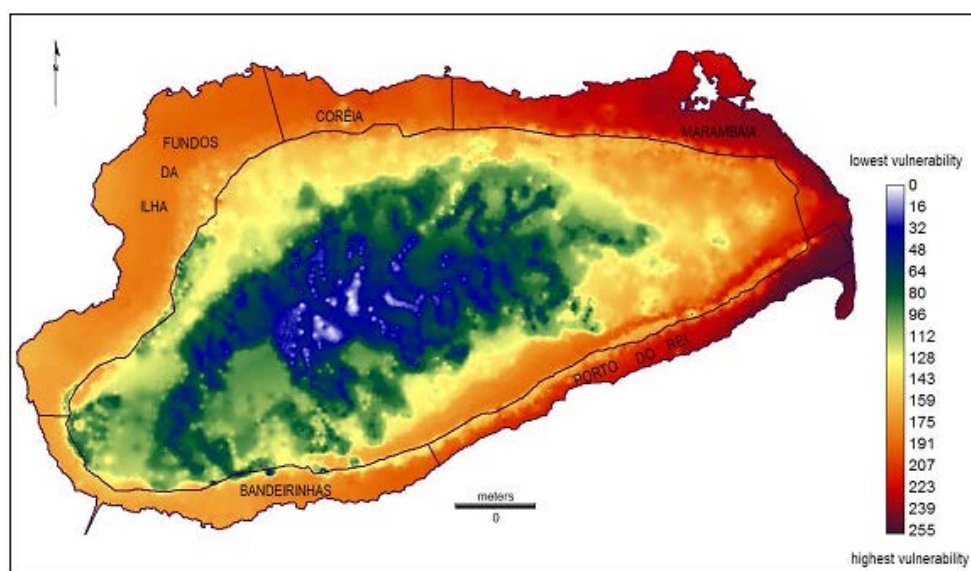 FUNDOS
DA
ILHA
CORÉIA
MARAMBAIA
PORTO DO REI
BANDEIRINHAS
meters
0
lowest vulnerability
0
16
32
48
64
80
96
112
128
143
159
175
191
207
223
239
255
highest vulnerability